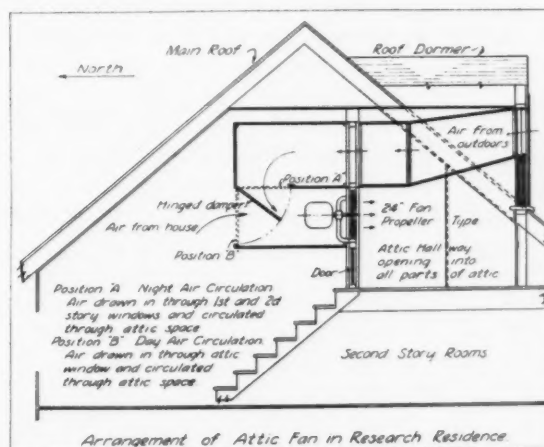 Main Roof
Roof Dormer
North
Air from
outdoors
Position 'A'
Hinged damper
Air from house
24" Fan
Propeller Type
Position 'B'
Attic Hallway
opening into
all parts of attic
Door
Position "A" Night Air Circulation.
Air drawn in through 1st and 2d
story windows and circulated
through attic space
Position "B" Day Air Circulation.
Air drawn in through attic
window and circulated
through attic space.
Second Story Rooms
Arrangement of Attic Fan in Research Residence